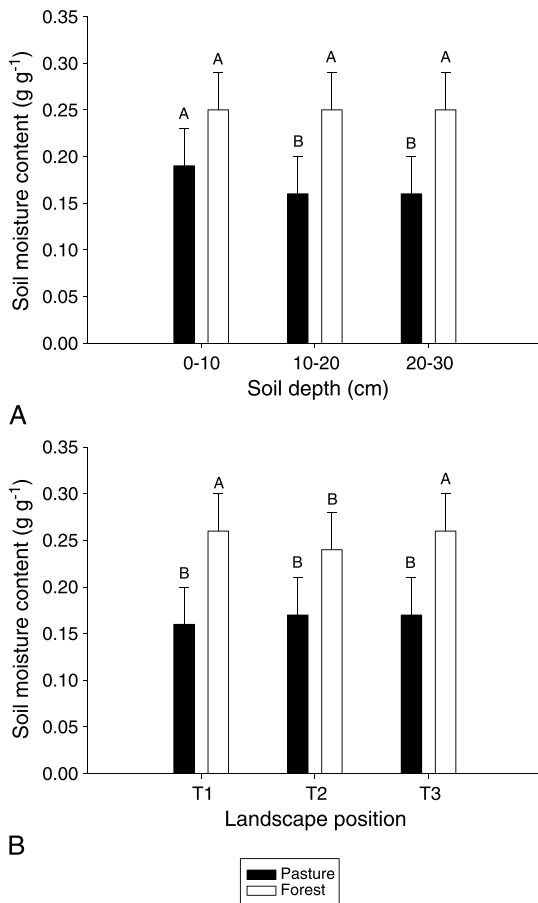 0.35
0.30
0.25
0.20
0.15
0.10
0.05
0.00
Soil moisture content (g g-1)
A A B A B A
0-10 10-20 20-30
Soil depth (cm)
A
0.35
0.30
0.25
0.20
0.15
0.10
0.05
0.00
Soil moisture content (g g-1)
B A B B B A
T1 T2 T3
Landscape position
B
Pasture
Forest